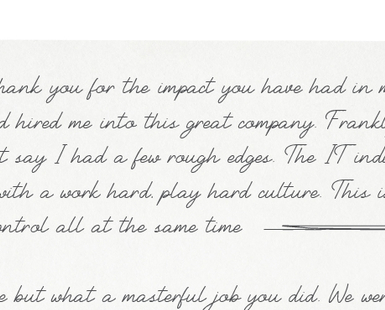 hank you for the impact you have had in m
d hired me into this great company. Frankl
t say I had a few rough edges. The IT indu
with a work hard, play hard culture. This i
ontrol all at the same time
e but what a masterful job you did. We wer